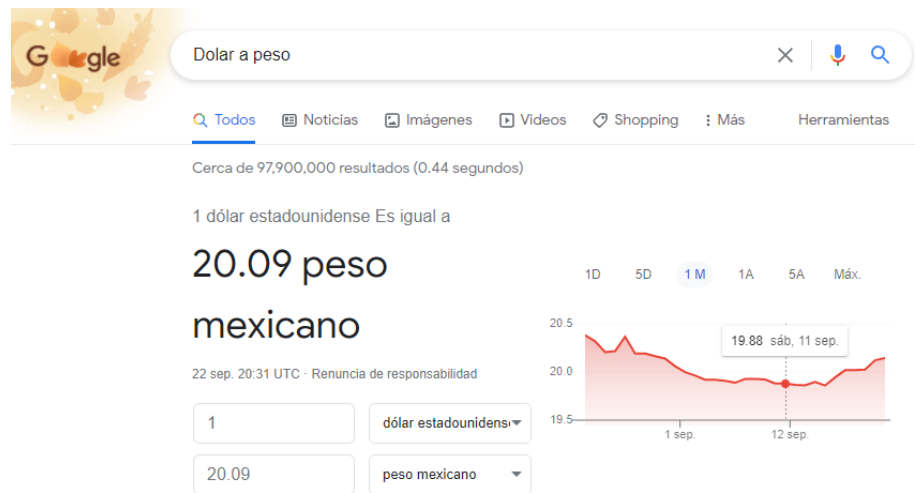 Google
Dolar a peso
Todos Noticias Imágenes Videos Shopping Más Herramientas
Cerca de 97,900,000 resultados (0.44 segundos)
1 dólar estadounidense Es igual a
20.09 peso
mexicano
22 sep. 20:31 UTC · Renuncia de responsabilidad
1 dólar estadounidens
20.09 peso mexicano
1D 5D 1 M 1A 5A Máx.
20.5
19.88 sáb, 11 sep.
20.0
19.5
1 sep. 12 sep.